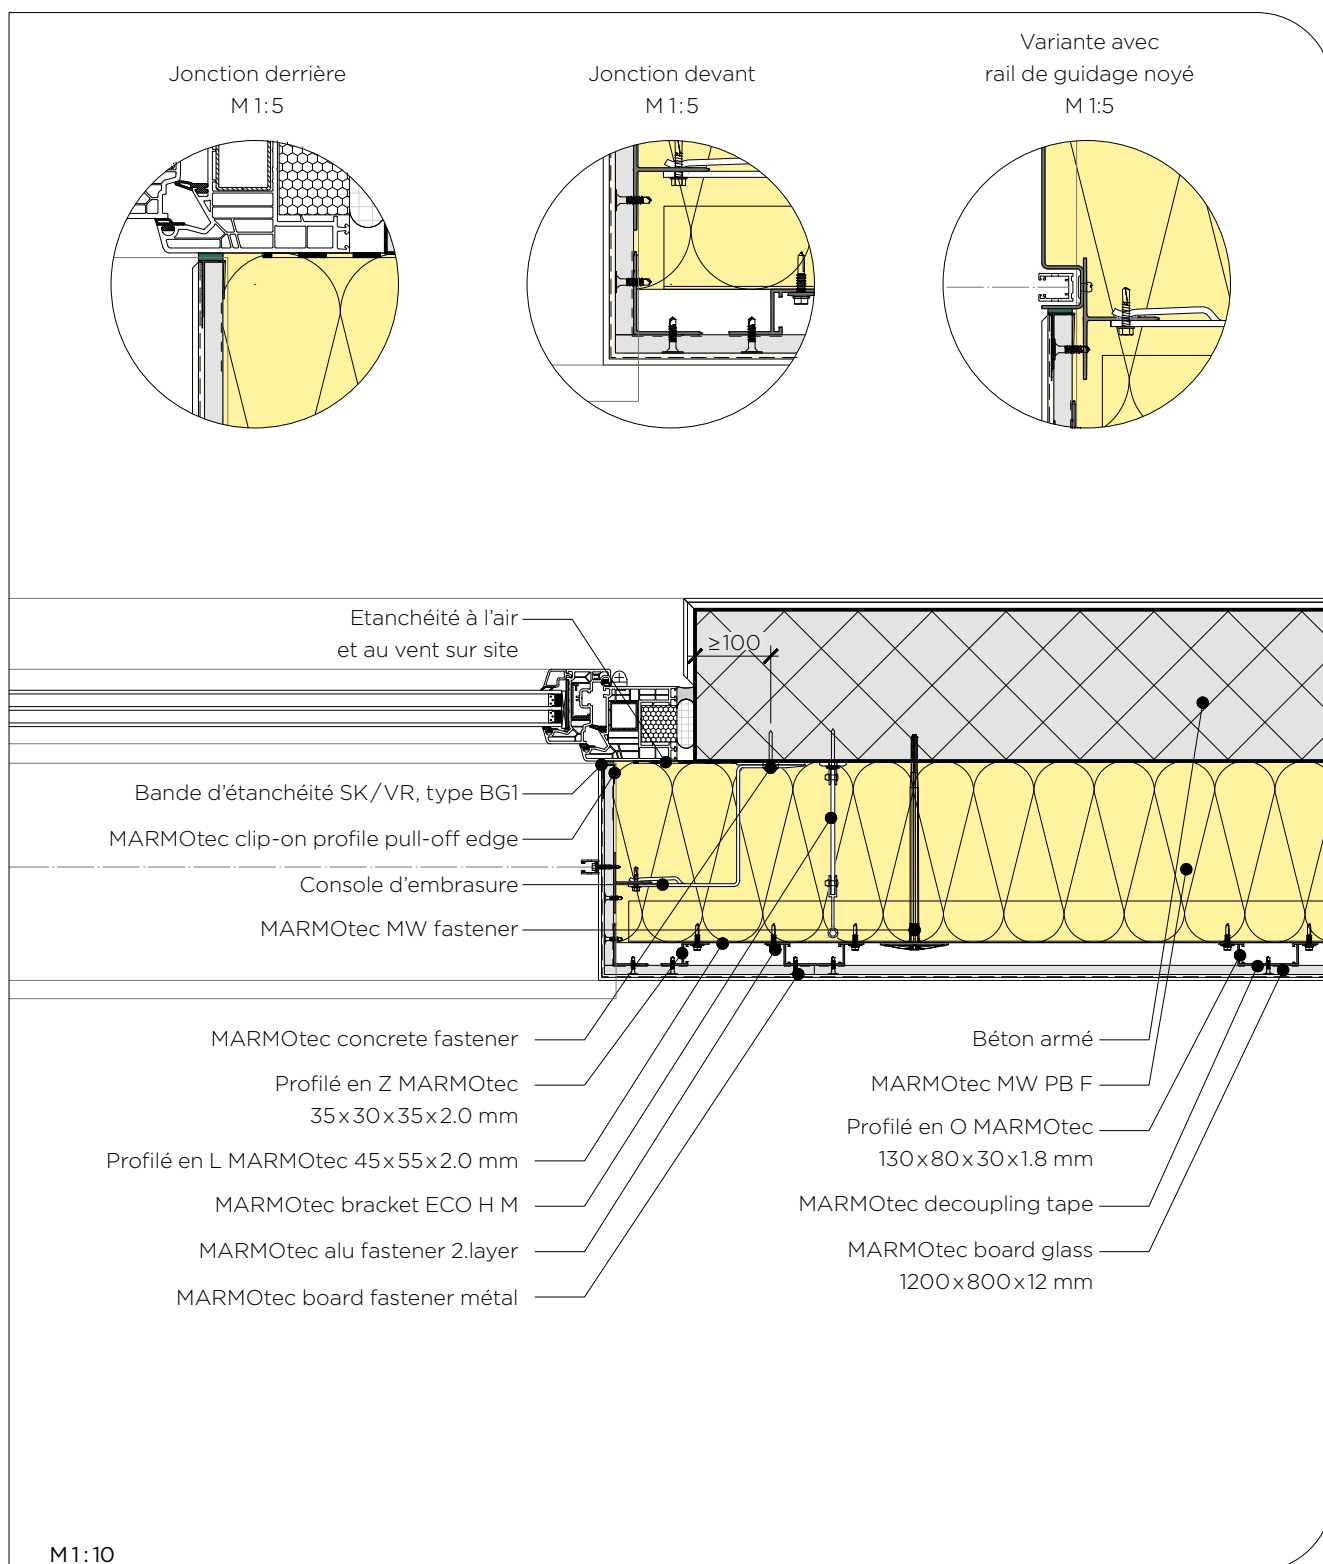 Jonction derrière
M 1:5
Jonction devant
M 1:5
Variante avec
rail de guidage noyé
M 1:5
Etanchéité à l'air
et au vent sur site
≥100
Bande d'étanchéité SK/VR, type BG1
MARMOtec clip-on profile pull-off edge
Console d'embrasure
MARMOtec MW fastener
MARMOtec concrete fastener
Profilé en Z MARMOtec
35x30x35x2.0 mm
Profilé en L MARMOtec 45x55x2.0 mm
MARMOtec bracket ECO H M
MARMOtec alu fastener 2.layer
MARMOtec board fastener métal
Béton armé
MARMOtec MW PB F
Profilé en O MARMOtec
130x80x30x1.8 mm
MARMOtec decoupling tape
MARMOtec board glass
1200x800x12 mm
M 1:10